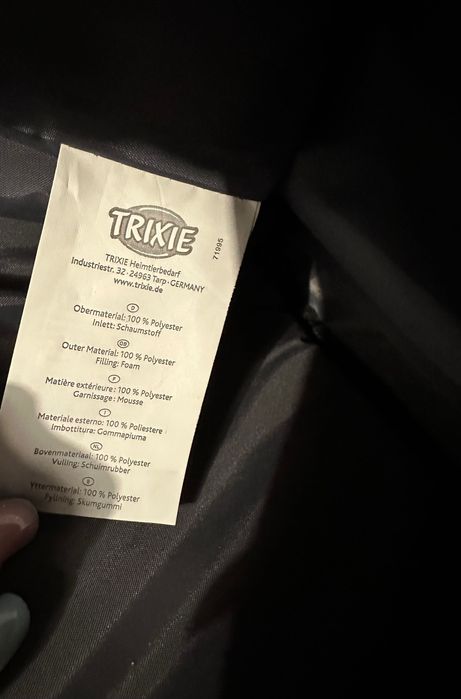 TRIXIE
71995
TRIXIE Heimtierbedarf
Industriestr. 32 · 24963 Tarp · GERMANY
www.trixie.de
D
Obermaterial: 100 % Polyester
Inlett: Schaumstoff
GB
Outer Material: 100 % Polyester
Filling: Foam
F
Matière extérieure: 100 % Polyester
Garnissage: Mousse
I
Materiale esterno: 100 % Poliestere
Imbottitura: Gommapiuma
NL
Bovenmateriaal: 100 % Polyester
Vulling: Schuimrubber
S
Yttermaterial: 100 % Polyester
Fyllning: Skumgummi